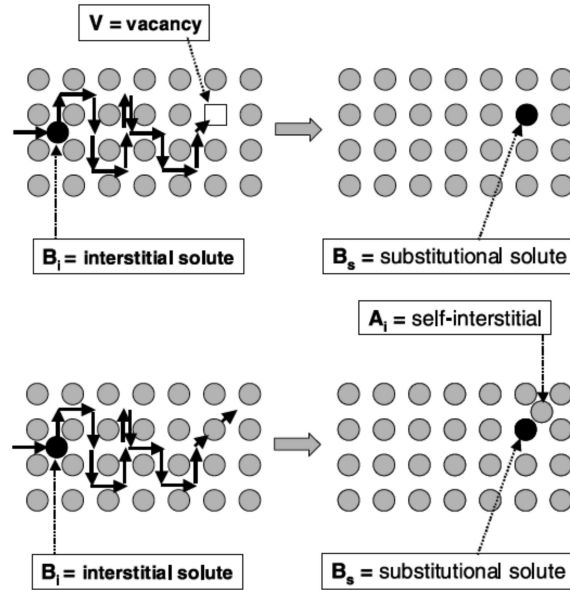 V = vacancy
Bi = interstitial solute
Bs = substitutional solute
Ai = self-interstitial
Bi = interstitial solute
Bs = substitutional solute